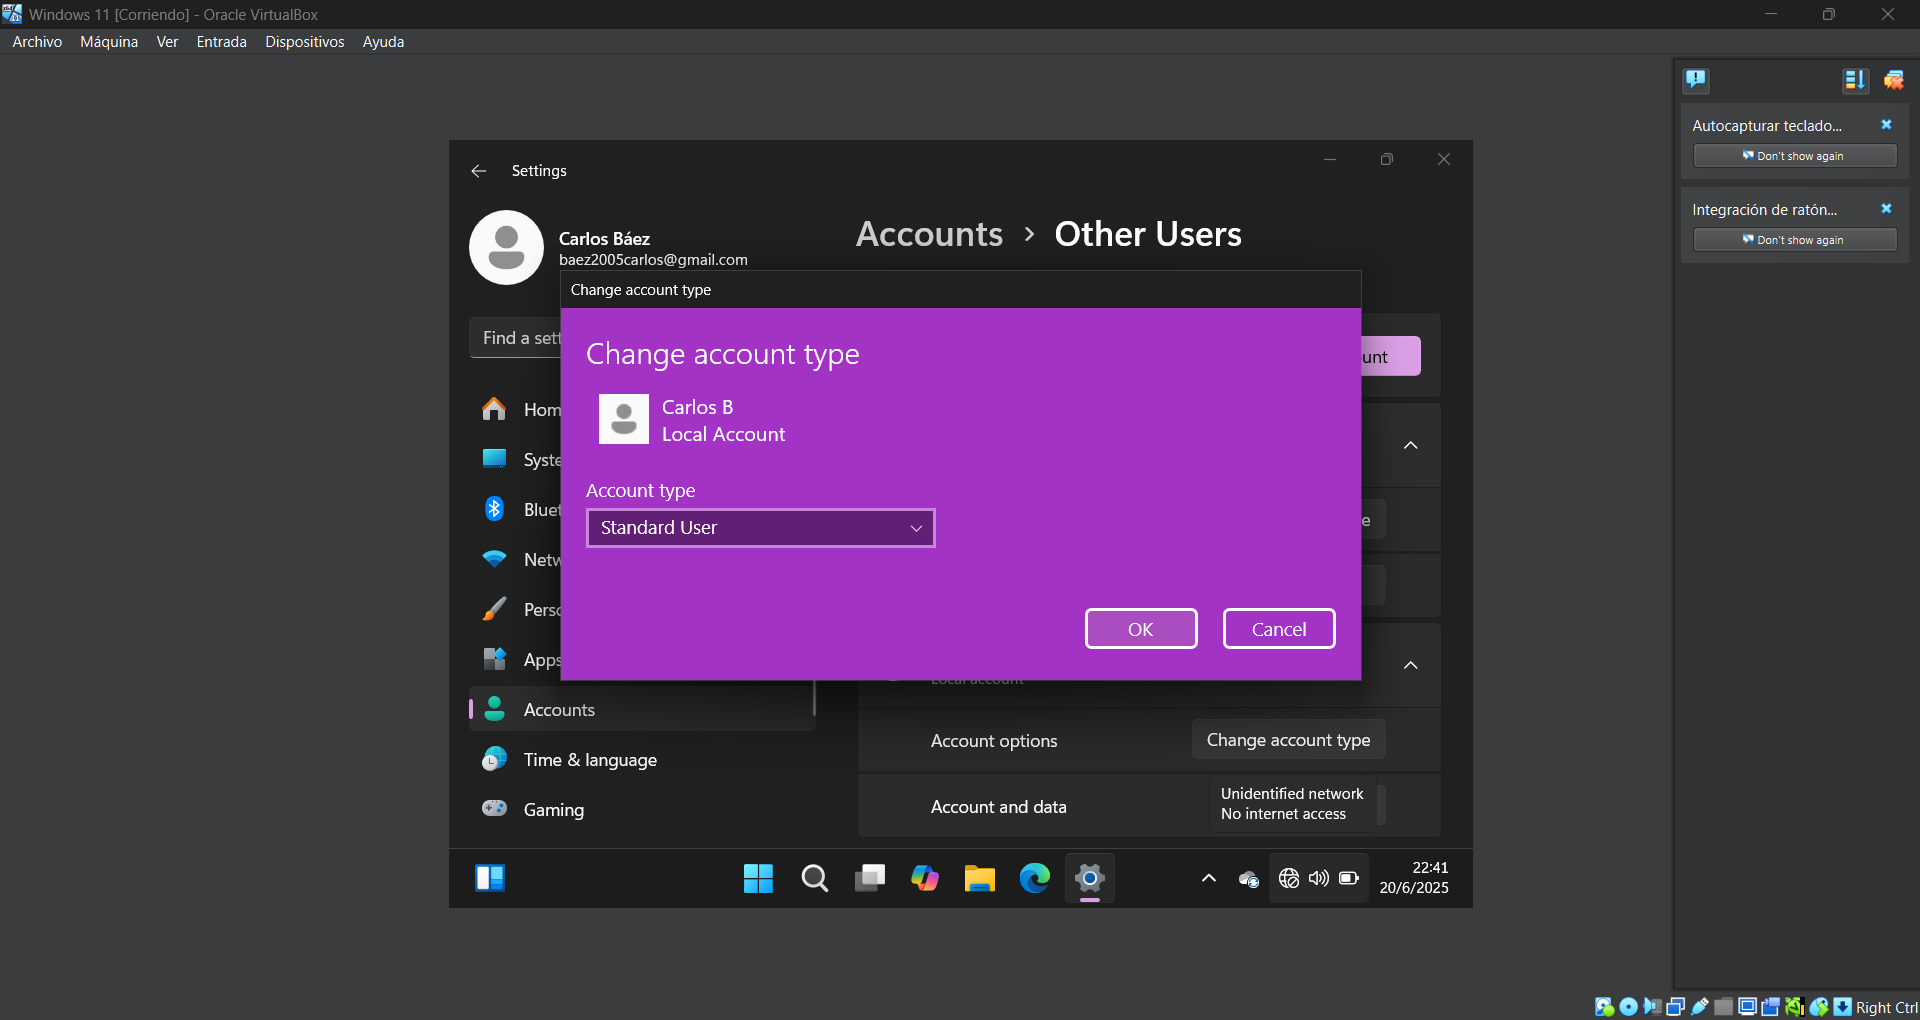 Windows 11 [Corriendo] - Oracle VirtualBox
Archivo Máquina Ver Entrada Dispositivos Ayuda
Autocapturar teclado...
Don't show again
Integración de ratón...
Don't show again
Settings
Carlos Báez
baez2005carlos@gmail.com
Accounts > Other Users
Find a sett
unt
Change account type
Change account type
Carlos B
Local Account
Account type
Standard User
OK
Cancel
Hom
Syste
Bluet
Netw
Perso
Apps
Accounts
Time & language
Gaming
e
Local account
Account options
Change account type
Account and data
Unidentified network
No internet access
22:41
20/6/2025
Right Ctrl